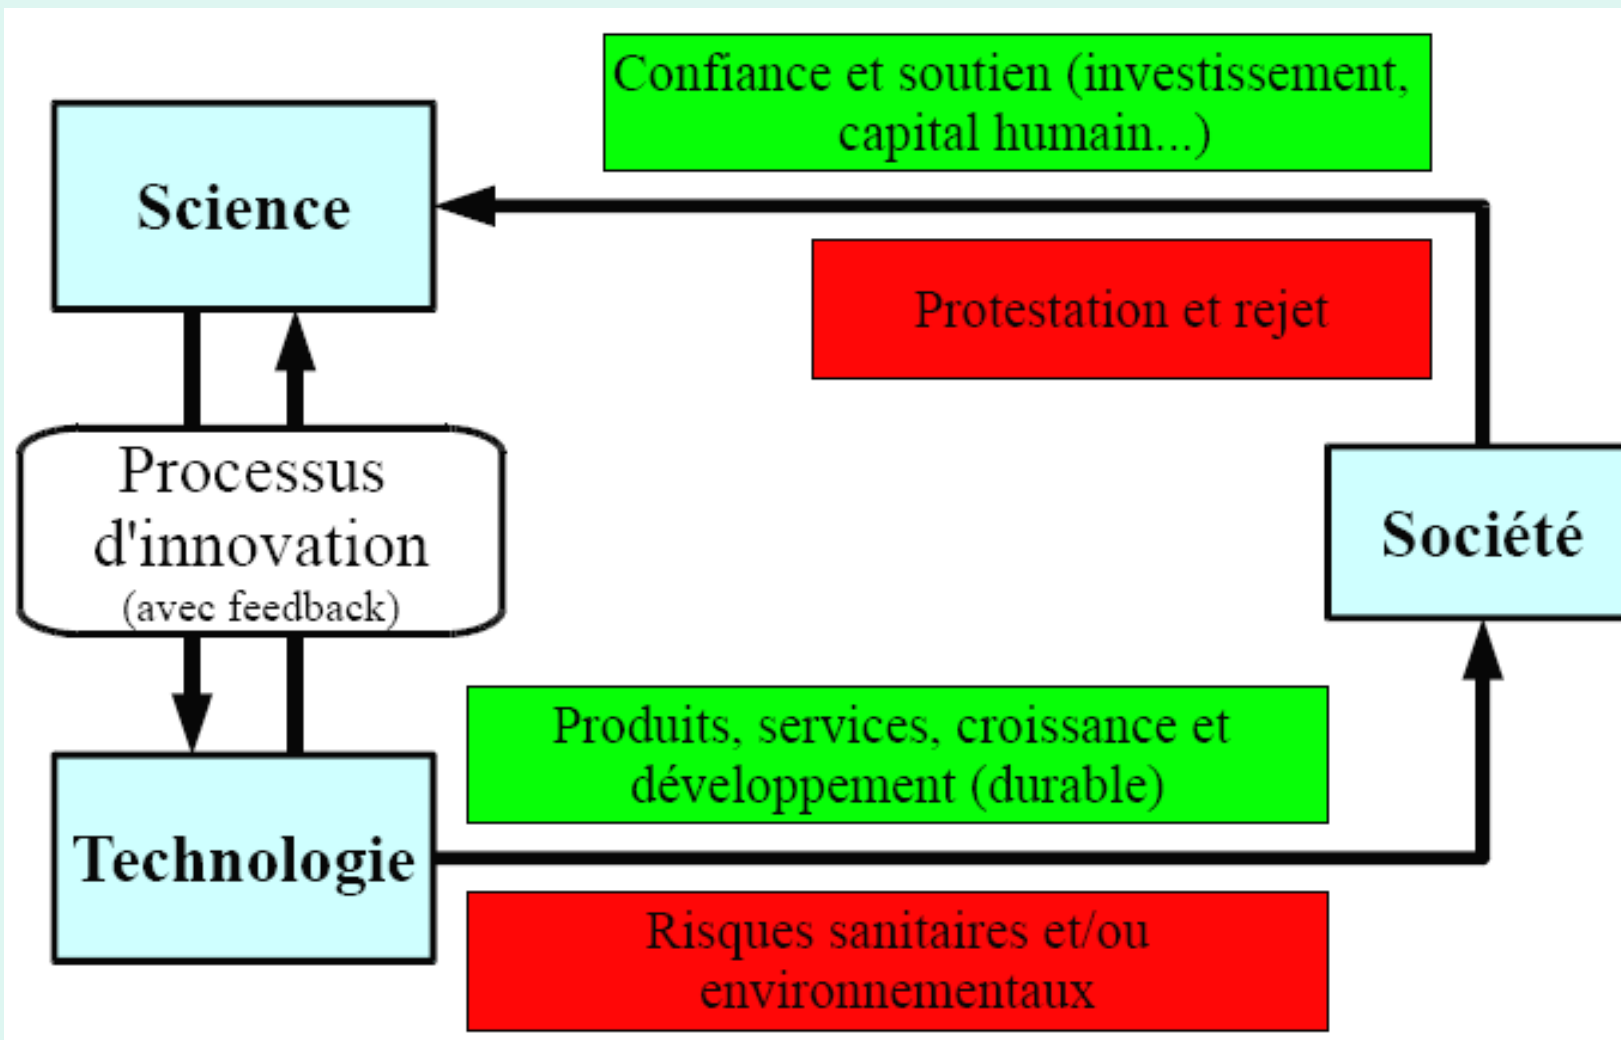 Confiance et soutien (investissement,
capital humain...)
Science
Protestation et rejet
Processus
d'innovation
(avec feedback)
Société
Produits, services, croissance et
développement (durable)
Technologie
Risques sanitaires et/ou
environnementaux